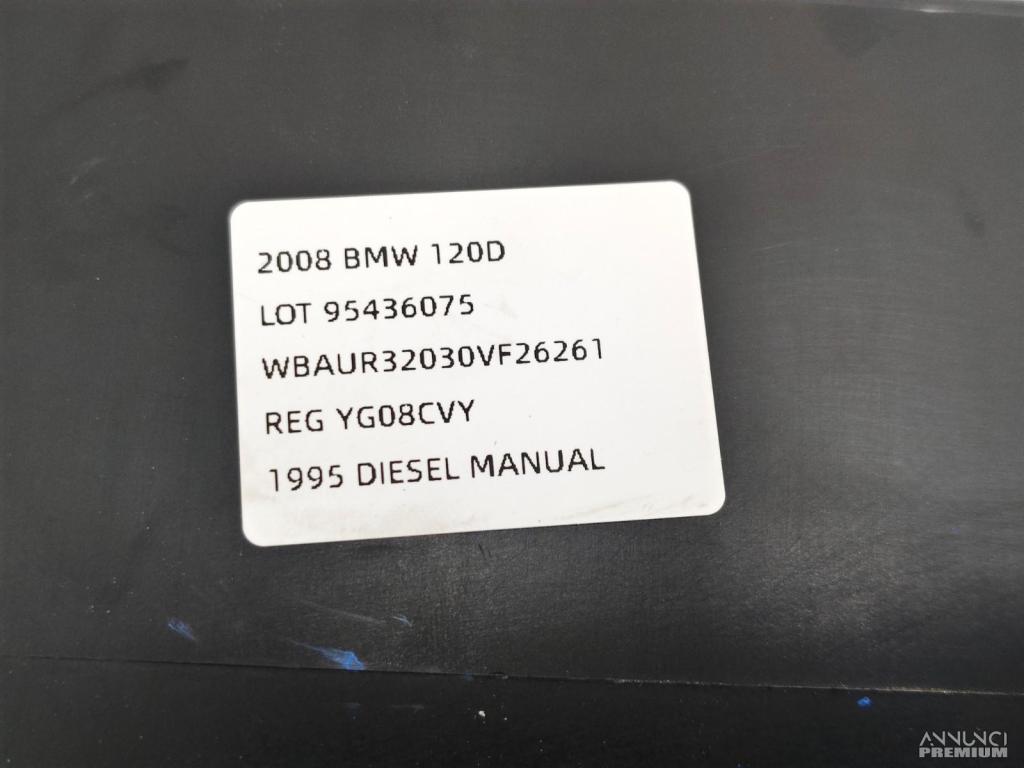 2008 BMW 120D
LOT 95436075
WBAUR32030VF26261
REG YG08CVY
1995 DIESEL MANUAL
ANNUNCI
PREMIUM